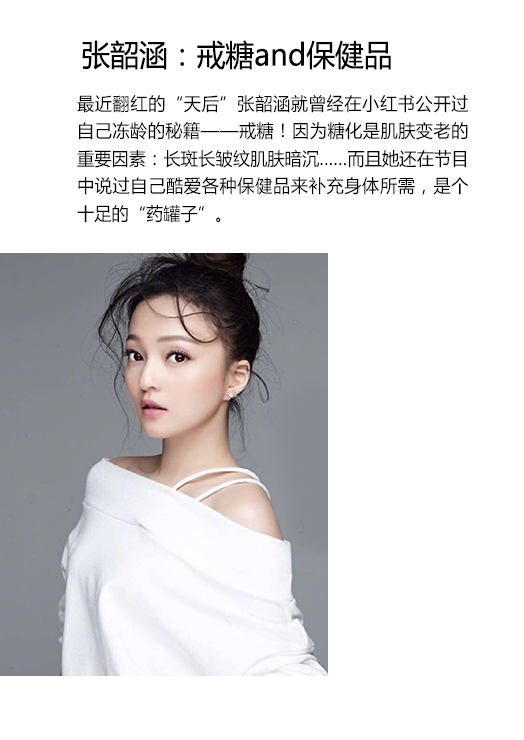 张韶涵：戒糖and保健品
最近翻红的“天后”张韶涵就曾经在小红书公开过
自己冻龄的秘籍——戒糖！因为糖化是肌肤变老的
重要因素：长斑长皱纹肌肤暗沉......而且她还在节目
中说过自己酷爱各种保健品来补充身体所需，是个
十足的“药罐子”。